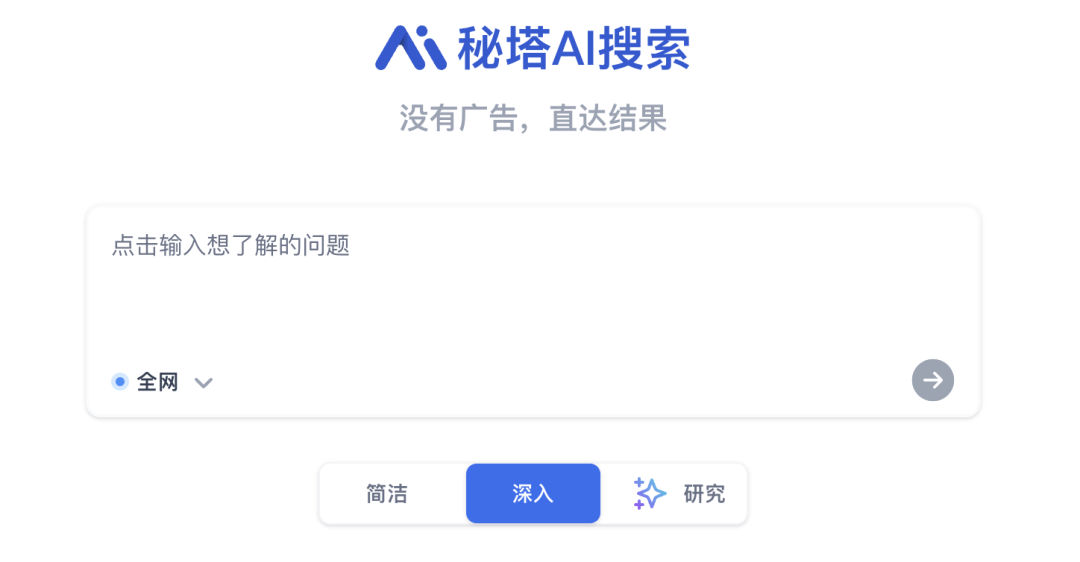 秘塔AI搜索
没有广告，直达结果
点击输入想了解的问题
全网
简洁
深入
研究